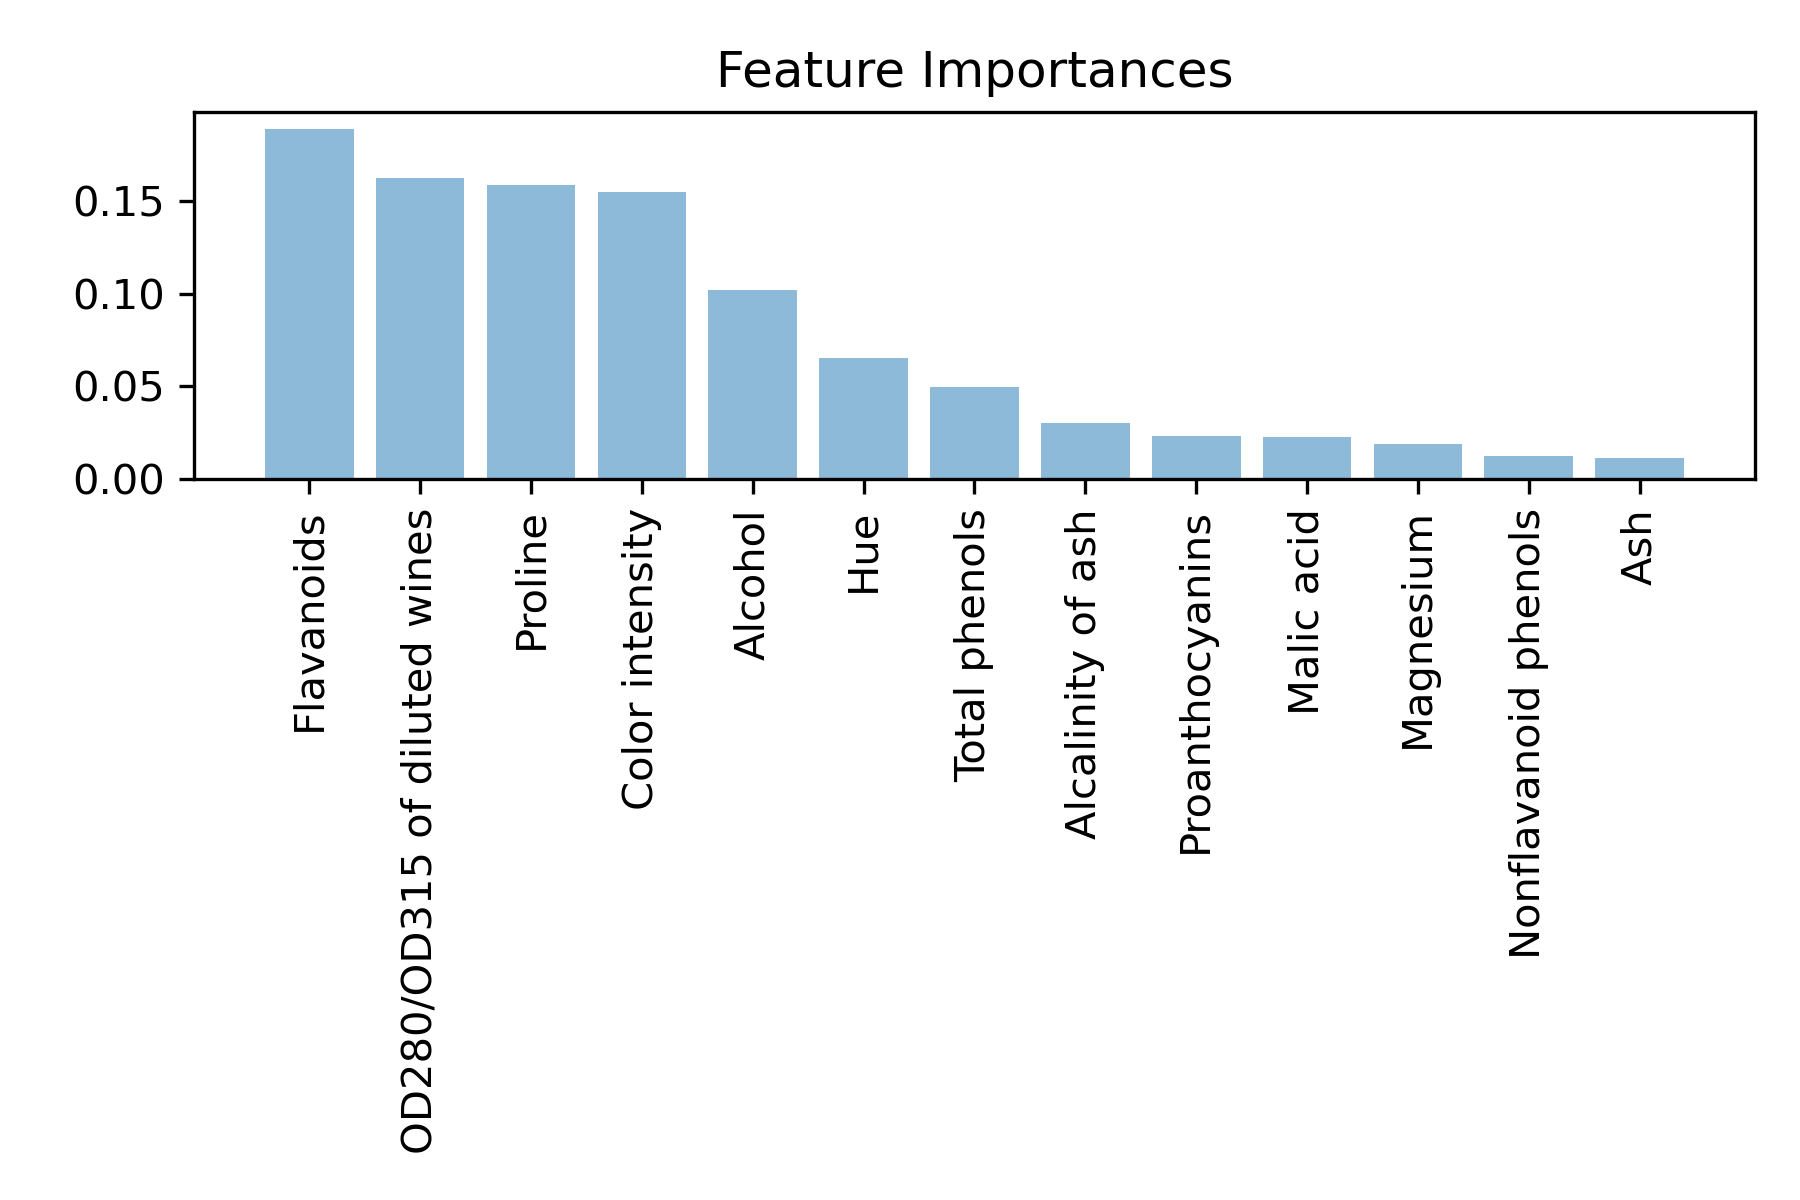 Feature Importances
0.15
0.10
0.05
0.00
Flavanoids
OD280/OD315 of diluted wines
Proline
Color intensity
Alcohol
Hue
Total phenols
Alcalinity of ash
Proanthocyanins
Malic acid
Magnesium
Nonflavanoid phenols
Ash